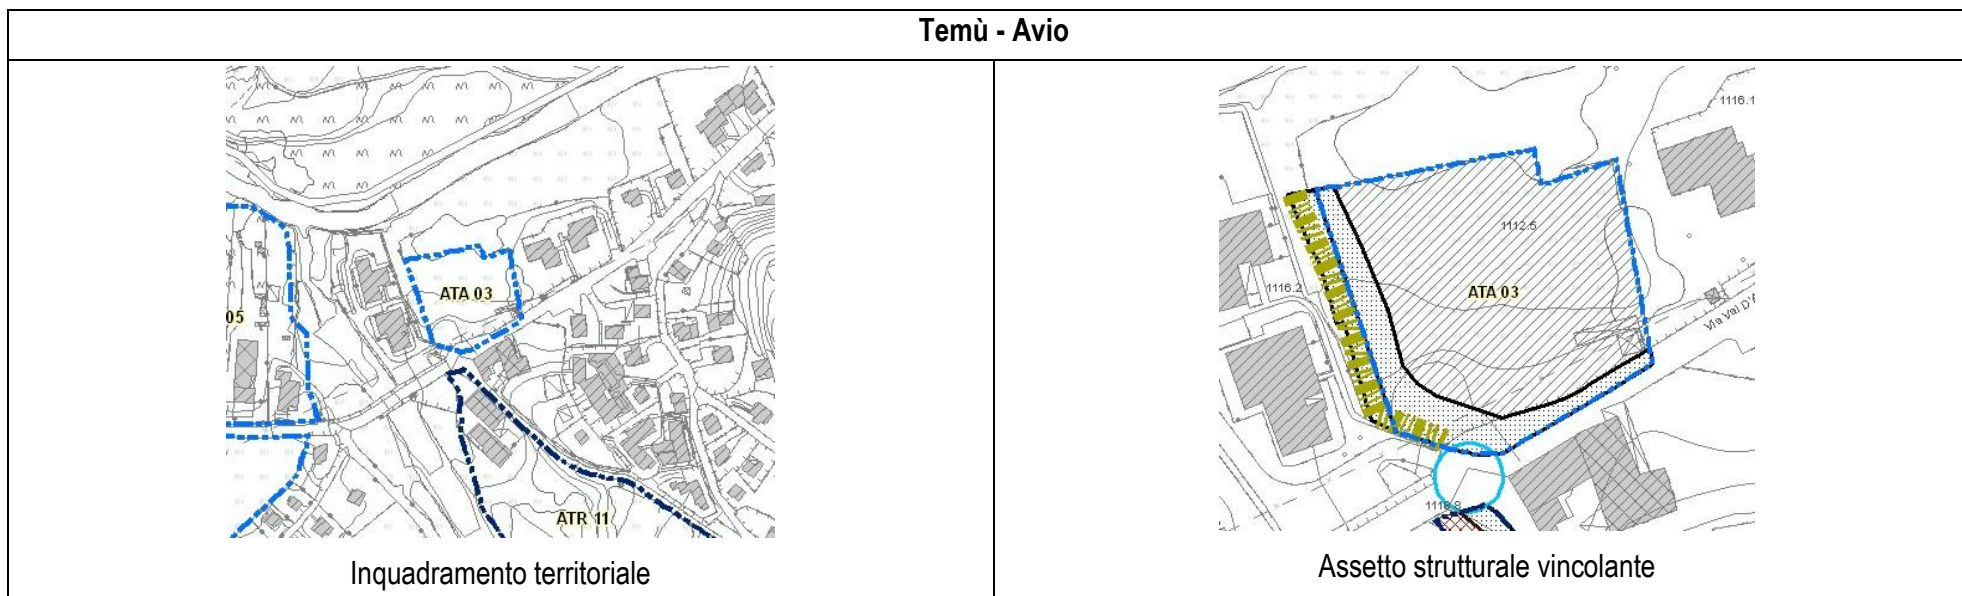 Temù - Avio
ATA 03
05
ATR 11
Inquadramento territoriale
1116.1
1112.5
1116.2
ATA 03
Via Val D'
Assetto strutturale vincolante